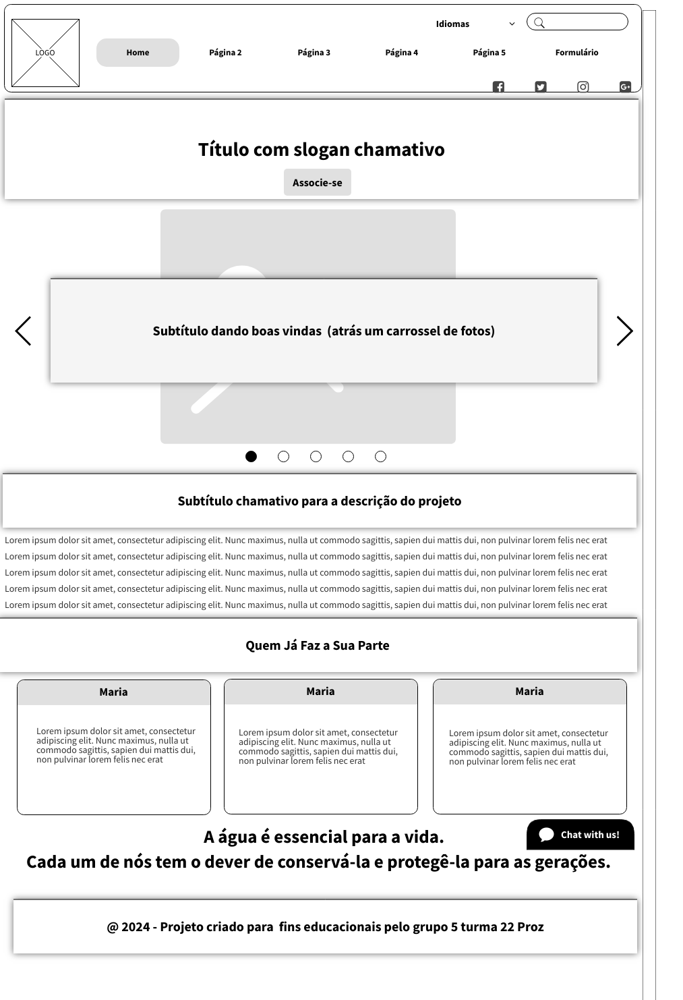 Idiomas
LOGO
Home
Página 2
Página 3
Página 4
Página 5
Formulário
Título com slogan chamativo
Associe-se
Subtítulo dando boas vindas  (atrás um carrossel de fotos)
Subtítulo chamativo para a descrição do projeto
Lorem ipsum dolor sit amet, consectetur adipiscing elit. Nunc maximus, nulla ut commodo sagittis, sapien dui mattis dui, non pulvinar lorem felis nec erat
Lorem ipsum dolor sit amet, consectetur adipiscing elit. Nunc maximus, nulla ut commodo sagittis, sapien dui mattis dui, non pulvinar lorem felis nec erat
Lorem ipsum dolor sit amet, consectetur adipiscing elit. Nunc maximus, nulla ut commodo sagittis, sapien dui mattis dui, non pulvinar lorem felis nec erat
Lorem ipsum dolor sit amet, consectetur adipiscing elit. Nunc maximus, nulla ut commodo sagittis, sapien dui mattis dui, non pulvinar lorem felis nec erat
Lorem ipsum dolor sit amet, consectetur adipiscing elit. Nunc maximus, nulla ut commodo sagittis, sapien dui mattis dui, non pulvinar lorem felis nec erat
Quem Já Faz a Sua Parte
Maria
Lorem ipsum dolor sit amet, consectetur
adipiscing elit. Nunc maximus, nulla ut
commodo sagittis, sapien dui mattis dui,
non pulvinar lorem felis nec erat
Maria
Lorem ipsum dolor sit amet, consectetur
adipiscing elit. Nunc maximus, nulla ut
commodo sagittis, sapien dui mattis dui,
non pulvinar lorem felis nec erat
Maria
Lorem ipsum dolor sit amet, consectetur
adipiscing elit. Nunc maximus, nulla ut
commodo sagittis, sapien dui mattis dui,
non pulvinar lorem felis nec erat
Chat with us!
A água é essencial para a vida.
Cada um de nós tem o dever de conservá-la e protegê-la para as gerações.
@ 2024 - Projeto criado para  fins educacionais pelo grupo 5 turma 22 Proz